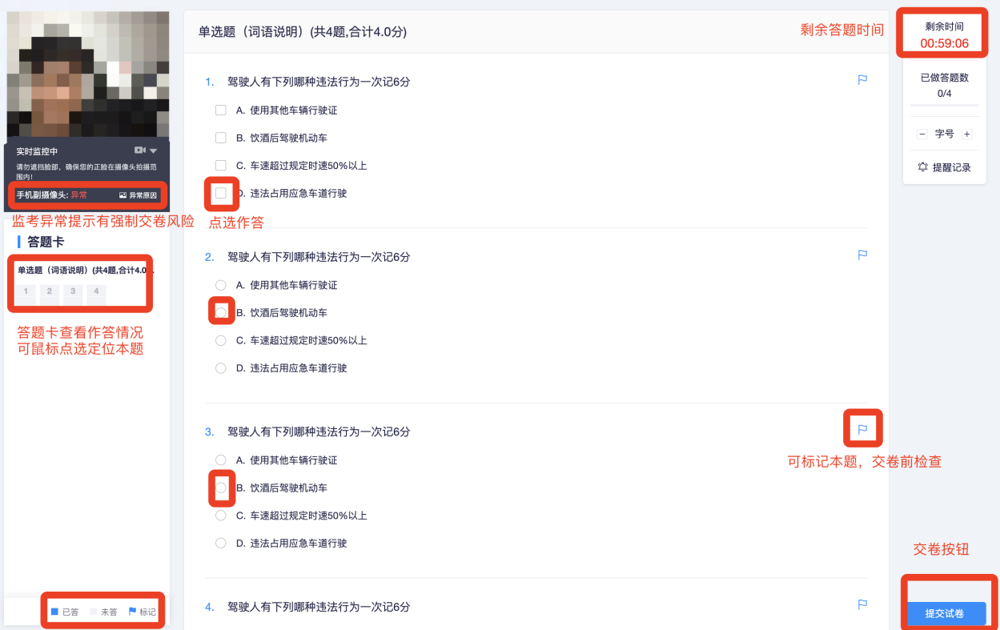 实时监控中
请勿遮挡脸部，确保您的正脸在摄像头拍摄范
围内!
手机副摄像头: 异常 异常原因
监考异常提示有强制交卷风险
答题卡
单选题（词语说明）(共4题,合计4.0...
1 2 3 4
答题卡查看作答情况
可鼠标点选定位本题
已答 未答 标记
单选题（词语说明）(共4题,合计4.0分)
剩余答题时间
1. 驾驶人有下列哪种违法行为一次记6分
A. 使用其他车辆行驶证
B. 饮酒后驾驶机动车
C. 车速超过规定时速50%以上
D. 违法占用应急车道行驶
点选作答
2. 驾驶人有下列哪种违法行为一次记6分
A. 使用其他车辆行驶证
B. 饮酒后驾驶机动车
C. 车速超过规定时速50%以上
D. 违法占用应急车道行驶
3. 驾驶人有下列哪种违法行为一次记6分
可标记本题，交卷前检查
A. 使用其他车辆行驶证
B. 饮酒后驾驶机动车
C. 车速超过规定时速50%以上
D. 违法占用应急车道行驶
4. 驾驶人有下列哪种违法行为一次记6分
剩余时间
00:59:06
已做答题数
0/4
字号
提醒记录
交卷按钮
提交试卷